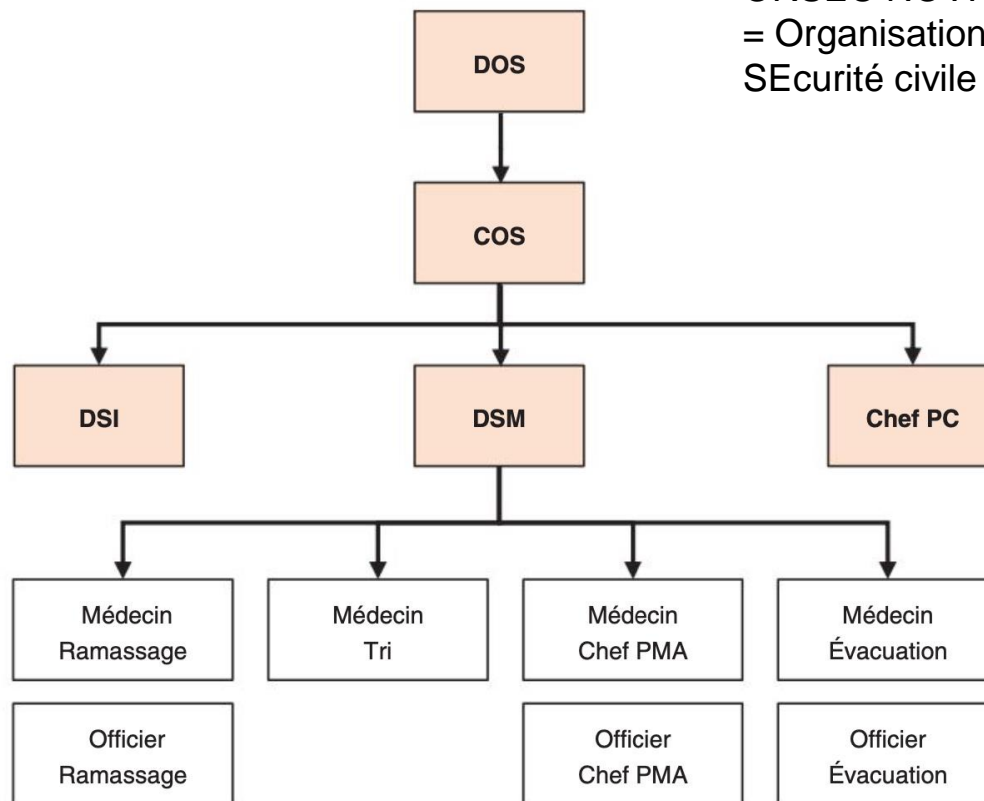 = Organisation
SEcurité civile
DOS
COS
DSI
DSM
Chef PC
Médecin
Ramassage
Médecin
Tri
Médecin
Chef PMA
Médecin
Évacuation
Officier
Ramassage
Officier
Chef PMA
Officier
Évacuation